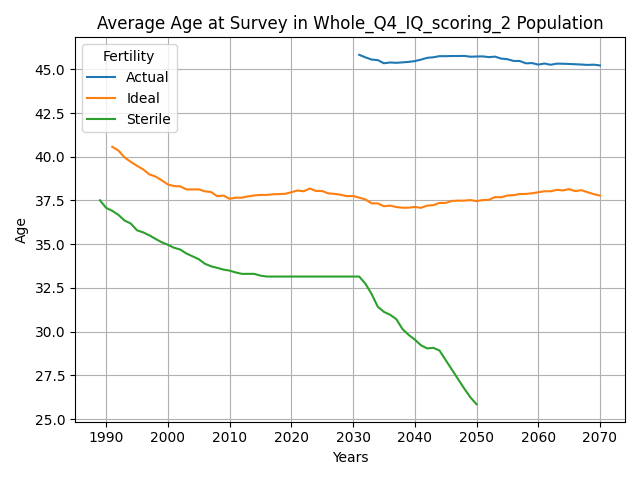 Average Age at Survey in Whole_Q4_IQ_scoring_2 Population
Fertility
Actual
Ideal
Sterile
Age
45.0
42.5
40.0
37.5
35.0
32.5
30.0
27.5
25.0
1990 2000 2010 2020 2030 2040 2050 2060 2070
Years